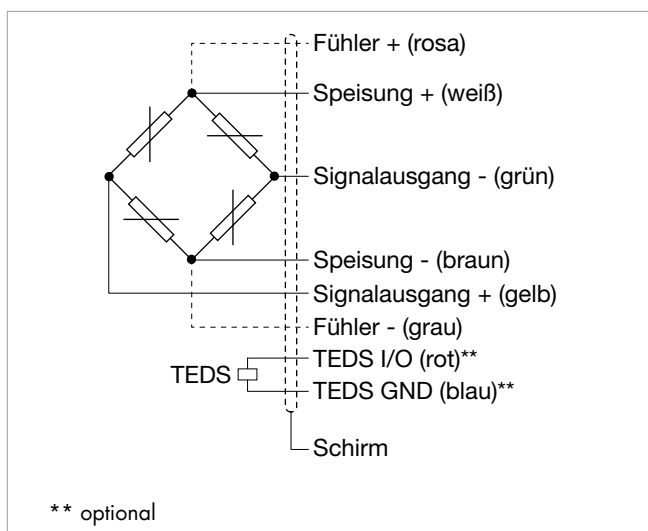 Fühler + (rosa)
Speisung + (weiß)
Signalausgang - (grün)
Speisung - (braun)
Signalausgang + (gelb)
Fühler - (grau)
TEDS I/O (rot)**
TEDS
TEDS GND (blau)**
Schirm
** optional